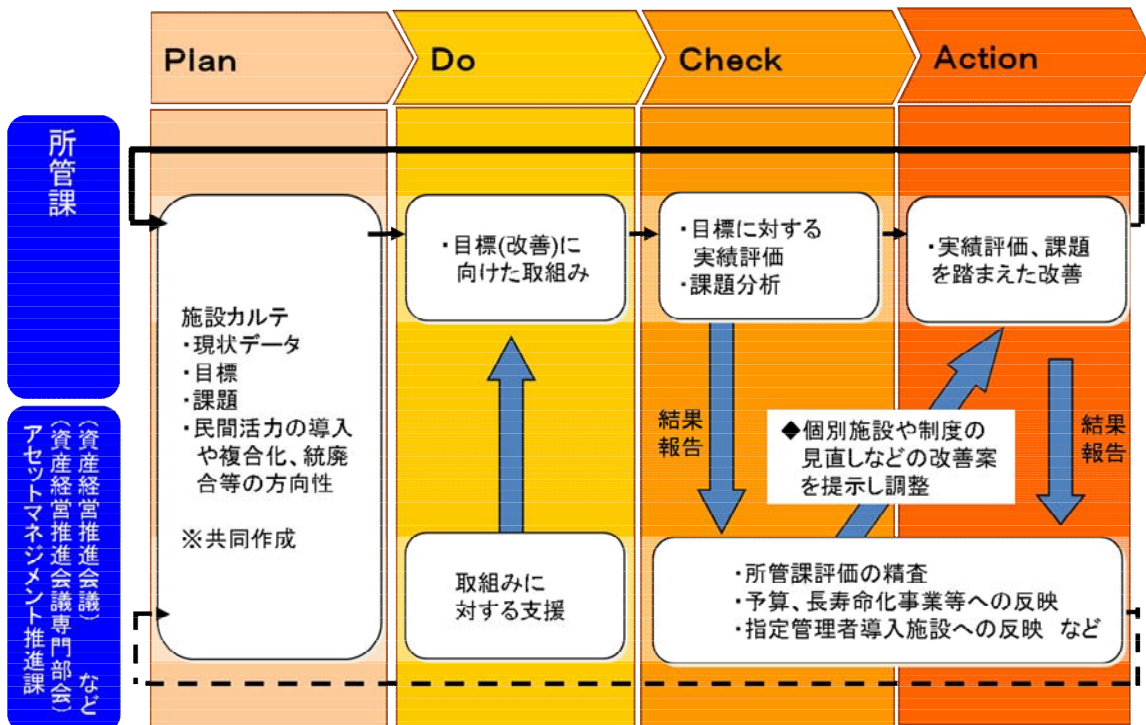 Plan
Do
Check
Action
所管課
アセットマネジメント推進課
（資産経営推進会議専門部会）
（資産経営推進会議）　など
施設カルテ
・現状データ
・目標
・課題
・民間活力の導入
や複合化、統廃
合等の方向性
※共同作成
・目標(改善)に
向けた取組み
・目標に対する
実績評価
・課題分析
・実績評価、課題
を踏まえた改善
結果
報告
◆個別施設や制度の
見直しなどの改善案
を提示し調整
結果
報告
取組みに
対する支援
・所管課評価の精査
・予算、長寿命化事業等への反映
・指定管理者導入施設への反映　など